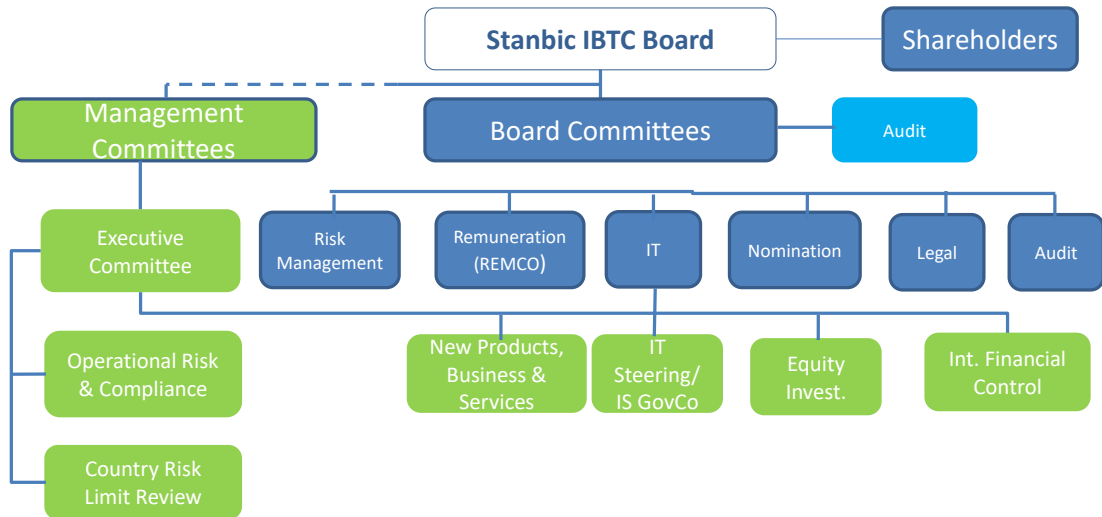 Stanbic IBTC Board
Shareholders
Management
Committees
Board Committees
Audit
Executive
Committee
Risk
Management
Remuneration
(REMCO)
IT
Nomination
Legal
Audit
Operational Risk
& Compliance
New Products,
Business &
Services
IT
Steering/
IS GovCo
Equity
Invest.
Int. Financial
Control
Country Risk
Limit Review